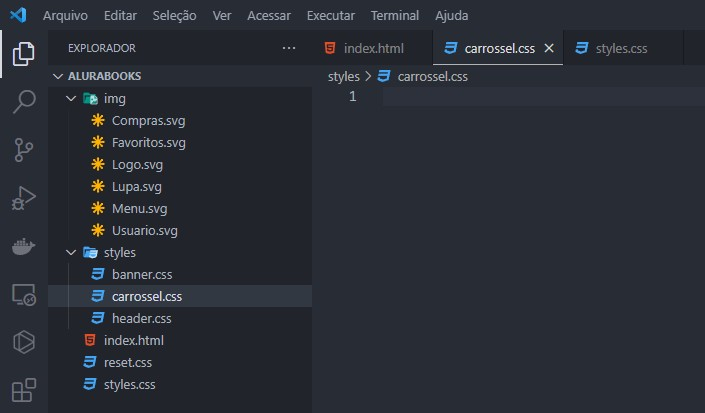 Arquivo Editar Seleção Ver Acessar Executar Terminal Ajuda
EXPLORADOR ... index.html carrossel.css styles.css
ALURABOOKS
styles > carrossel.css
1
img
Compras.svg
Favoritos.svg
Logo.svg
Lupa.svg
Menu.svg
Usuario.svg
styles
banner.css
carrossel.css
header.css
index.html
reset.css
styles.css